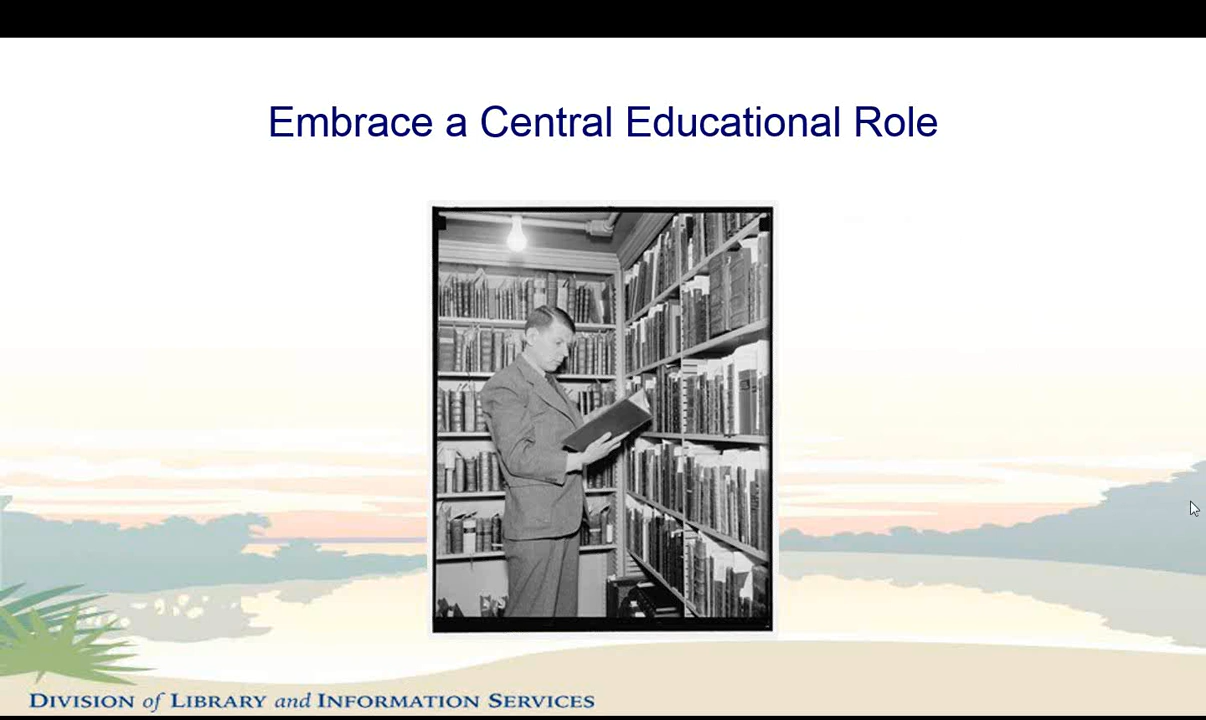 Embrace a Central Educational Role
Division of Library and Information Services